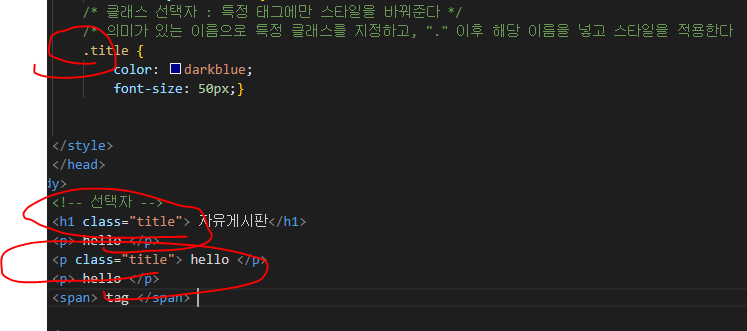 /* 클래스 선택자 : 특정 태그에만 스타일을 바꿔준다 */
/* 의미가 있는 이름으로 특정 클래스를 지정하고, "." 이후 해당 이름을 넣고 스타일을 적용한다
.title {
color: darkblue;
font-size: 50px;}
</style>
</head>
dy>
<!-- 선택자 -->
<h1 class="title"> 자유게시판</h1>
<p> hello </p>
<p class="title"> hello </p>
<p> hello </p>
<span> tag </span>